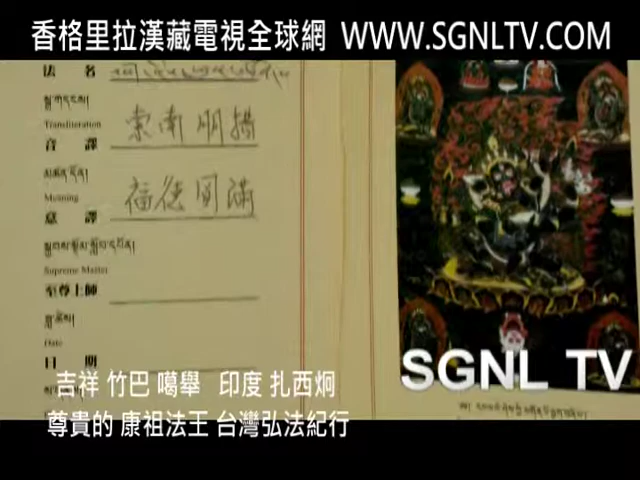 香格里拉漢藏電視全球網 WWW.SGNLTV.COM
法 名
Transliteration
音 譯
索南朋措
མཚན་དོན།
Meaning
意 譯
福德圓滿
Supreme Master
至尊上師
Date
日 期
SGNL TV
吉祥 竹巴 噶舉 印度 扎西炯
尊貴的 康祖法王 台灣弘法紀行